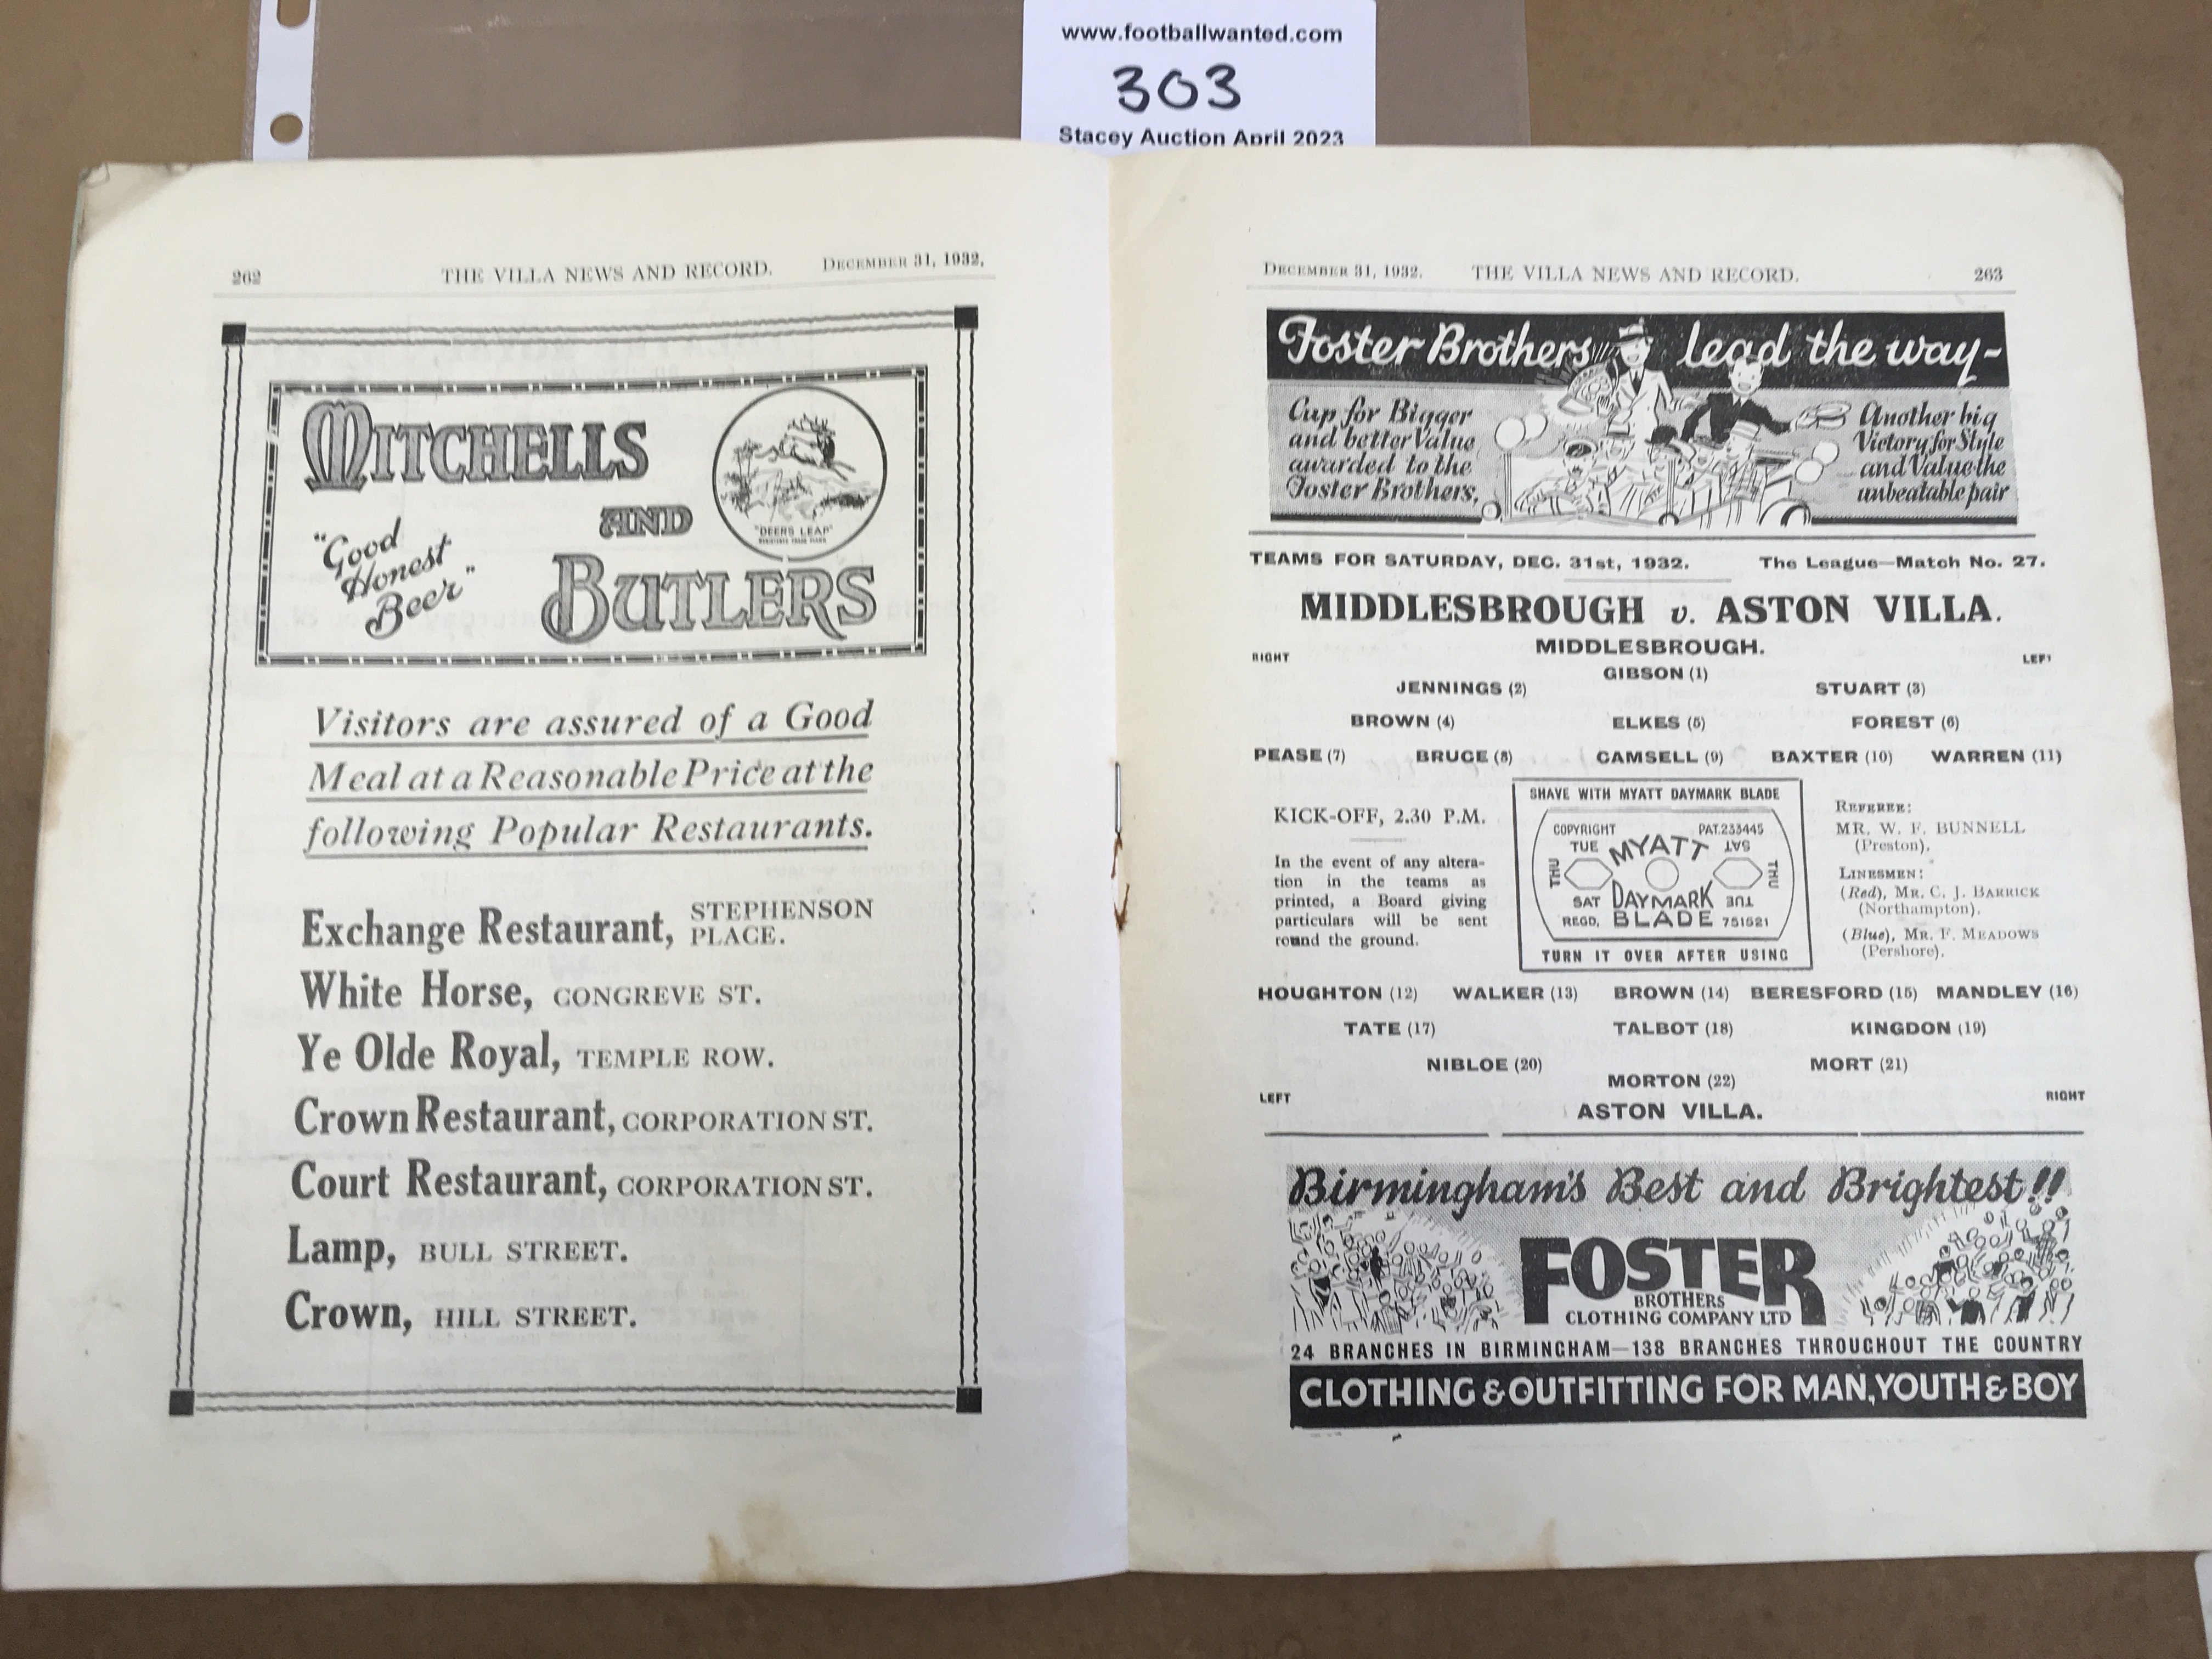 www.footballwanted.com
303
Stacey Auction April 2023
262 THE VILLA NEWS AND RECORD. DECEMBER 31, 1932.
MITCHELLS
AND
BUTLERS
"Good
Honest
Beer"
"DEERS LEAP"
Visitors are assured of a Good
Meal at a Reasonable Price at the
following Popular Restaurants.
Exchange Restaurant, STEPHENSON
PLACE.
White Horse, CONGREVE ST.
Ye Olde Royal, TEMPLE ROW.
Crown Restaurant, CORPORATION ST.
Court Restaurant, CORPORATION ST.
Lamp, BULL STREET.
Crown, HILL STREET.
DECEMBER 31, 1932. THE VILLA NEWS AND RECORD. 263
Foster Brothers lead the way-
Cup for Bigger
and better Value
awarded to the
Foster Brothers,
Another big
Victory for Style
and Value-the
unbeatable pair
TEAMS FOR SATURDAY, DEC. 31st, 1932. The League—Match No. 27.
MIDDLESBROUGH v. ASTON VILLA.
MIDDLESBROUGH.
RIGHT LEFT
GIBSON (1)
JENNINGS (2) STUART (3)
BROWN (4) ELKES (5) FOREST (6)
PEASE (7) BRUCE (8) CAMSELL (9) BAXTER (10) WARREN (11)
KICK-OFF, 2.30 P.M.
In the event of any altera-
tion in the teams as
printed, a Board giving
particulars will be sent
round the ground.
SHAVE WITH MYATT DAYMARK BLADE
COPYRIGHT PAT.233445
TUE MYATT SAT
THU THU
SAT DAYMARK TUE
REGD. BLADE 751521
TURN IT OVER AFTER USING
REFEREE:
MR. W. F. BUNNELL
(Preston).
LINESMEN:
(Red), MR. C. J. BARRICK
(Northampton).
(Blue), MR. F. MEADOWS
(Pershore).
HOUGHTON (12) WALKER (13) BROWN (14) BERESFORD (15) MANDLEY (16)
TATE (17) TALBOT (18) KINGDON (19)
NIBLOE (20) MORT (21)
MORTON (22)
LEFT RIGHT
ASTON VILLA.
Birmingham's Best and Brightest!!
FOSTER
BROTHERS
CLOTHING COMPANY LTD
24 BRANCHES IN BIRMINGHAM—138 BRANCHES THROUGHOUT THE COUNTRY
CLOTHING & OUTFITTING FOR MAN, YOUTH & BOY